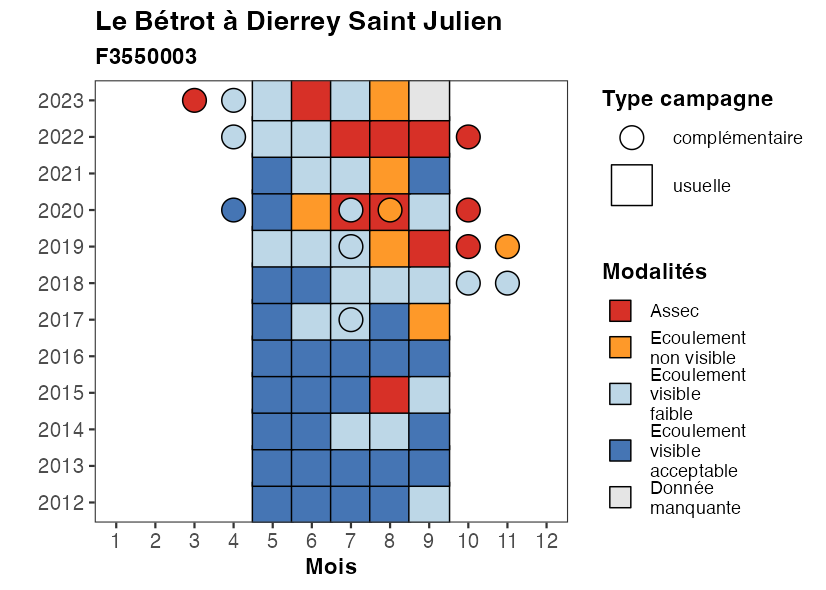 Le Bétrot à Dierrey Saint Julien
F3550003
2023
2022
2021
2020
2019
2018
2017
2016
2015
2014
2013
2012
1 2 3 4 5 6 7 8 9 10 11 12
Mois
Type campagne
complémentaire
usuelle
Modalités
Assec
Ecoulement
non visible
Ecoulement
visible
faible
Ecoulement
visible
acceptable
Donnée
manquante